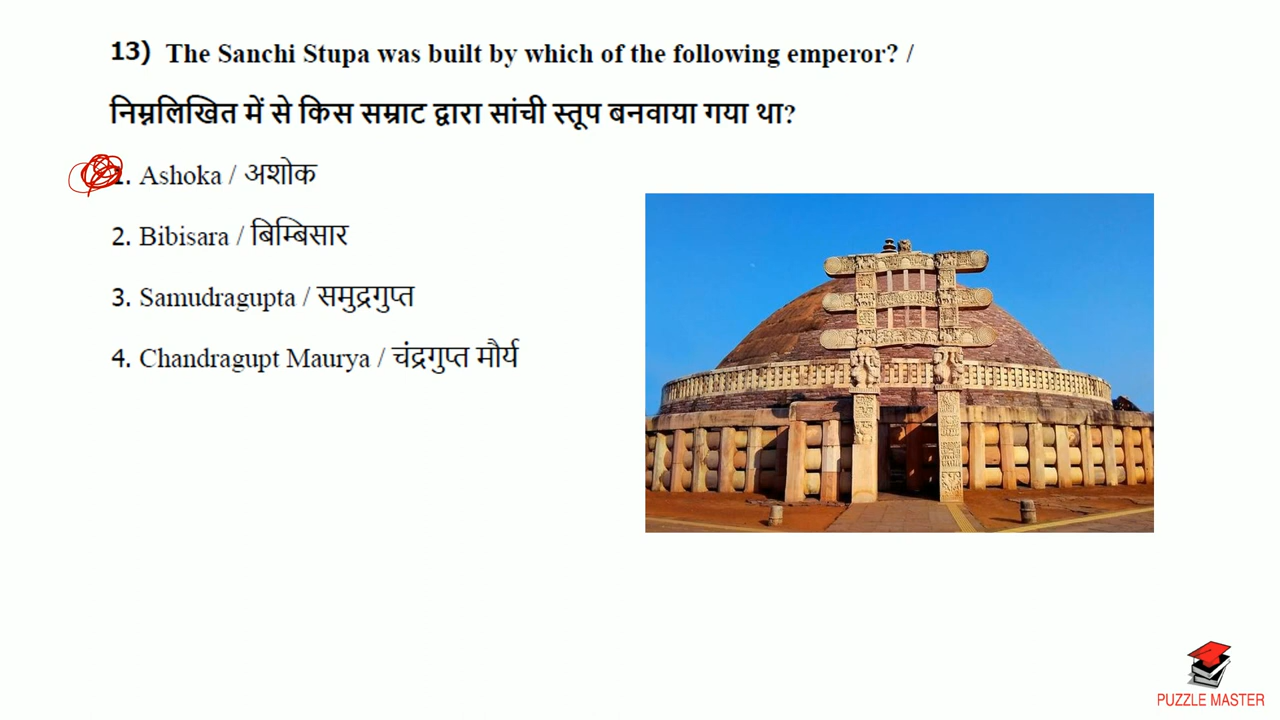 13) The Sanchi Stupa was built by which of the following emperor? /
निम्नलिखित में से किस सम्राट द्वारा सांची स्तूप बनवाया गया था?
1. Ashoka / अशोक
2. Bibisara / बिम्बिसार
3. Samudragupta / समुद्रगुप्त
4. Chandragupt Maurya / चंद्रगुप्त मौर्य
PUZZLE MASTER